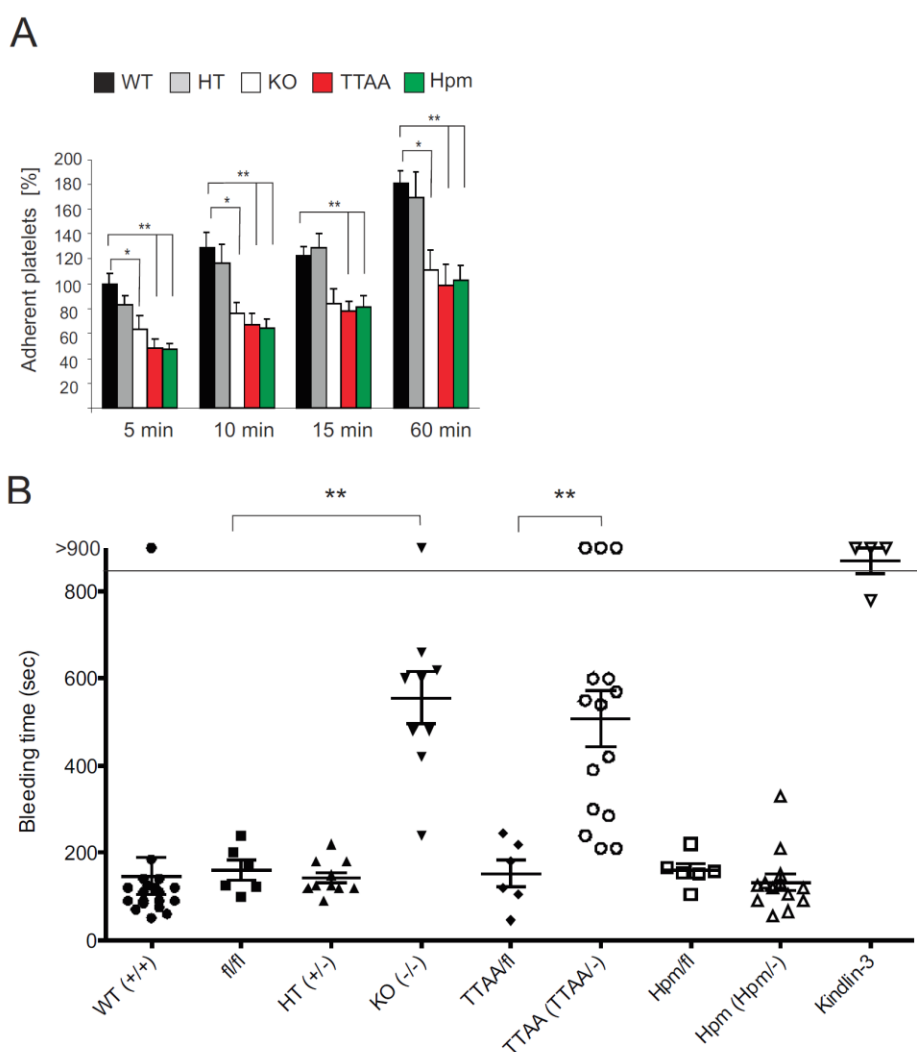 A
WT HT KO TTAA Hpm
Adherent platelets [%]
200
180
160
140
120
100
80
60
40
20
** ** ** **
* * *
5 min 10 min 15 min 60 min
B
** **
Bleeding time (sec)
>900
800
600
400
200
0
WT (+/+) fl/fl HT (+/-) KO (-/-) TTAA/fl TTAA (TTAA/-) Hpm/fl Hpm (Hpm/-) Kindlin-3